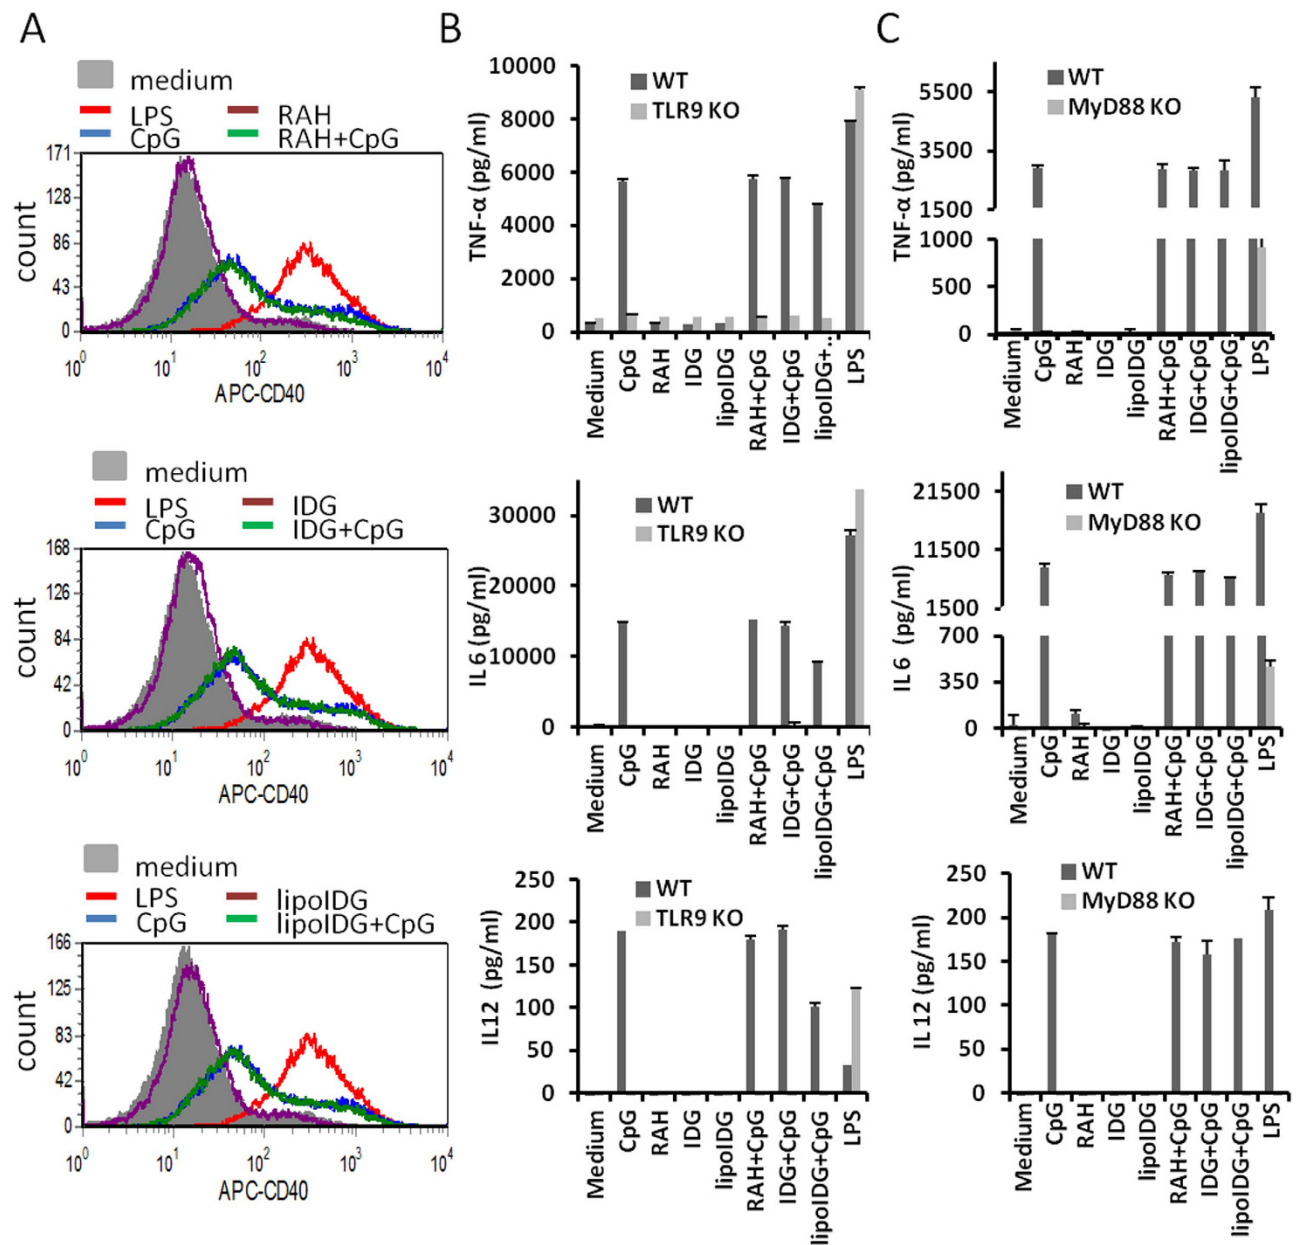 A
medium
LPS RAH
CpG RAH+CpG
171
128
86
43
0
count
10^0 10^1 10^2 10^3 10^4
APC-CD40
medium
LPS IDG
CpG IDG+CpG
168
126
84
42
0
count
10^0 10^1 10^2 10^3 10^4
APC-CD40
medium
LPS lipoIDG
CpG lipoIDG+CpG
166
125
83
42
0
count
10^0 10^1 10^2 10^3 10^4
APC-CD40
B
WT
TLR9 KO
10000
8000
6000
4000
2000
0
TNF-α (pg/ml)
Medium
CpG
RAH
IDG
lipoIDG
RAH+CpG
IDG+CpG
lipoIDG+..
LPS
WT
TLR9 KO
30000
20000
10000
0
IL6 (pg/ml)
Medium
CpG
RAH
IDG
lipoIDG
RAH+CpG
IDG+CpG
lipoIDG+CpG
LPS
WT
TLR9 KO
250
200
150
100
50
0
IL12 (pg/ml)
Medium
CpG
RAH
IDG
lipoIDG
RAH+CpG
IDG+CpG
lipoIDG+CpG
LPS
C
WT
MyD88 KO
5500
3500
1500
1000
500
0
TNF-α (pg/ml)
Medium
CpG
RAH
IDG
lipoIDG
RAH+CpG
IDG+CpG
lipoIDG+CpG
LPS
WT
MyD88 KO
21500
11500
1500
700
350
0
IL 6 (pg/ml)
Medium
CpG
RAH
IDG
lipoIDG
RAH+CpG
IDG+CpG
lipoIDG+CpG
LPS
WT
MyD88 KO
250
200
150
100
50
0
IL 12 (pg/ml)
Medium
CpG
RAH
IDG
lipoIDG
RAH+CpG
IDG+CpG
lipoIDG+CpG
LPS